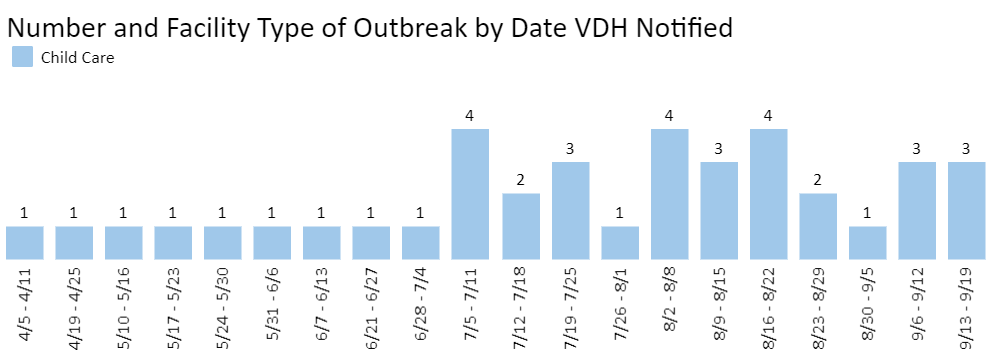 Number and Facility Type of Outbreak by Date VDH Notified
Child Care
1 1 1 1 1 1 1 1 1 4 2 3 1 4 3 4 2 1 3 3
4/5 - 4/11
4/19 - 4/25
5/10 - 5/16
5/17 - 5/23
5/24 - 5/30
5/31 - 6/6
6/7 - 6/13
6/21 - 6/27
6/28 - 7/4
7/5 - 7/11
7/12 - 7/18
7/19 - 7/25
7/26 - 8/1
8/2 - 8/8
8/9 - 8/15
8/16 - 8/22
8/23 - 8/29
8/30 - 9/5
9/6 - 9/12
9/13 - 9/19